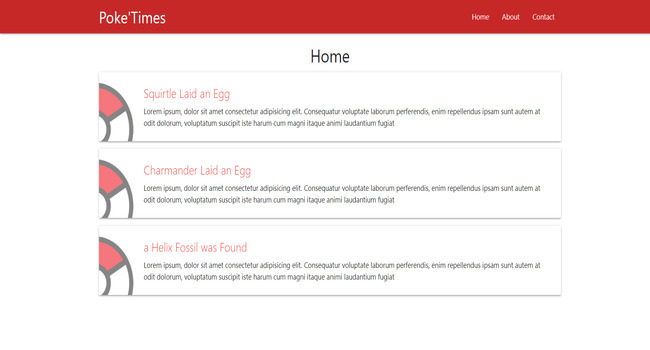 Poke'Times
Home
About
Contact
Home
Squirtle Laid an Egg
Lorem ipsum, dolor sit amet consectetur adipisicing elit. Consequatur voluptate laborum perferendis, enim repellendus ipsam sunt autem at
odit dolorum, voluptatum suscipit iste harum cum magni itaque animi laudantium fugiat
Charmander Laid an Egg
Lorem ipsum, dolor sit amet consectetur adipisicing elit. Consequatur voluptate laborum perferendis, enim repellendus ipsam sunt autem at
odit dolorum, voluptatum suscipit iste harum cum magni itaque animi laudantium fugiat
a Helix Fossil was Found
Lorem ipsum, dolor sit amet consectetur adipisicing elit. Consequatur voluptate laborum perferendis, enim repellendus ipsam sunt autem at
odit dolorum, voluptatum suscipit iste harum cum magni itaque animi laudantium fugiat